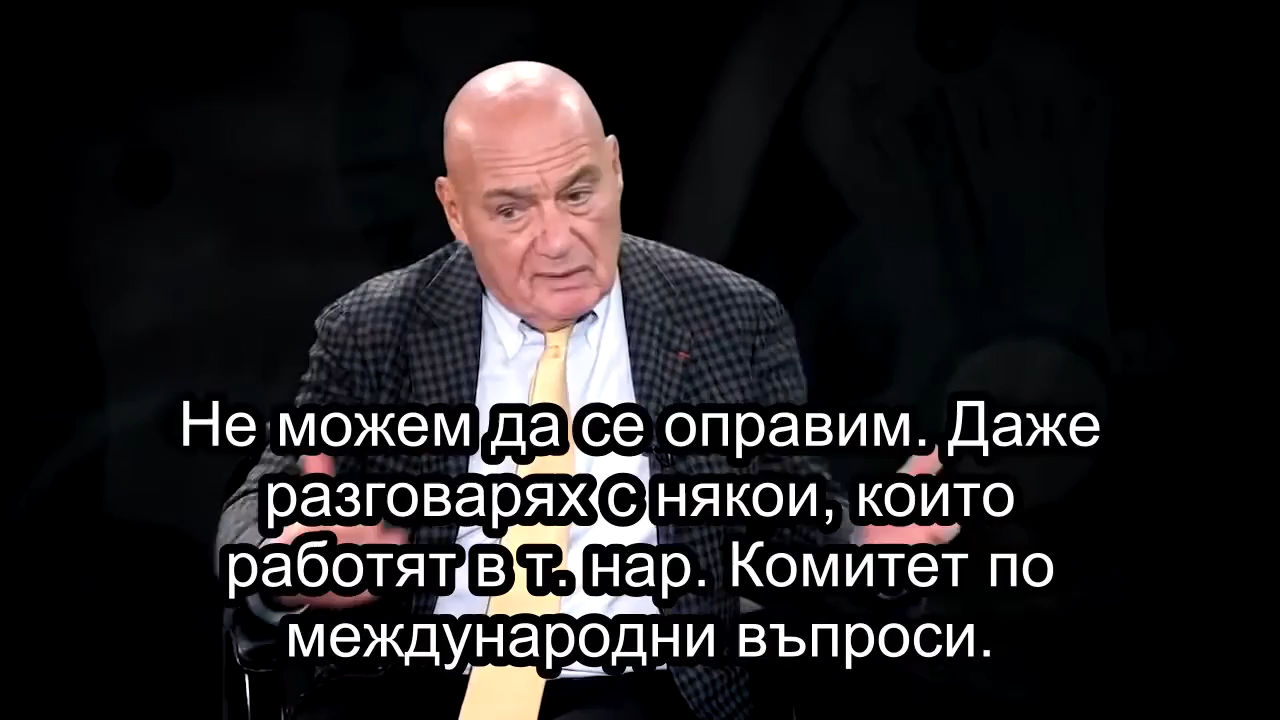 Не можем да се оправим. Даже
разговарях с някои, които
работят в т. нар. Комитет по
международни въпроси.